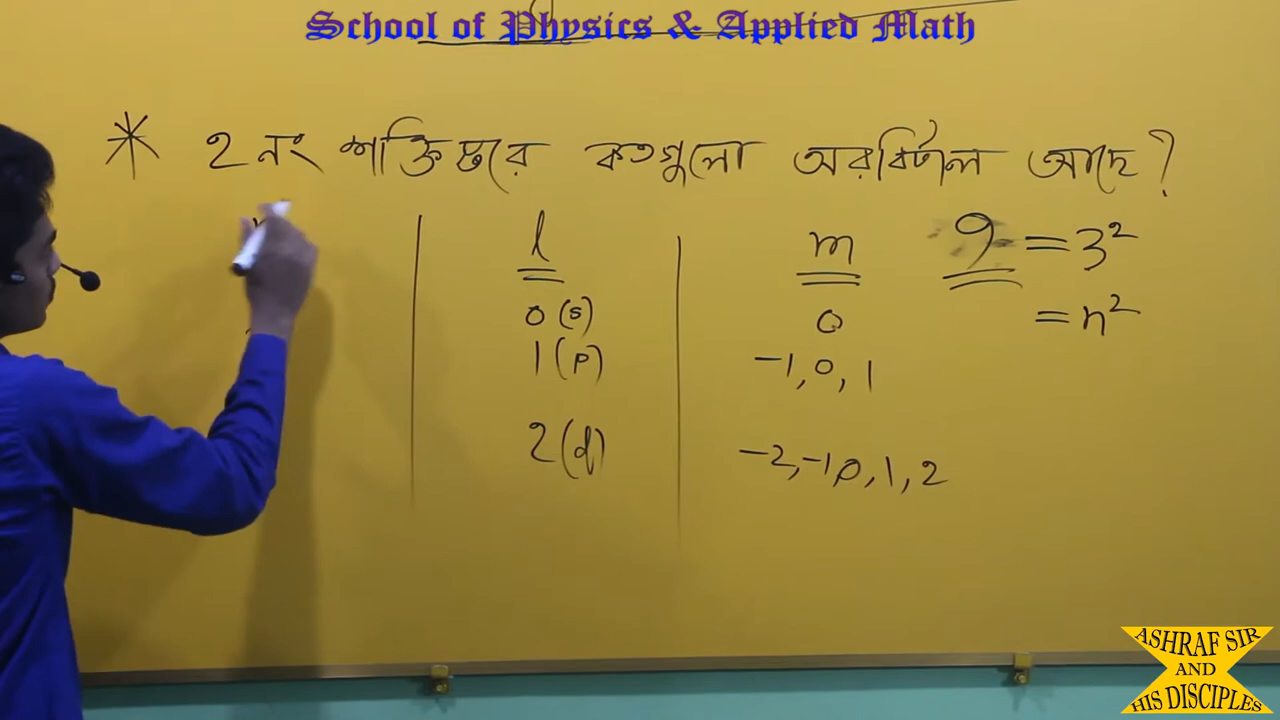 School of Physics & Applied Math
* 2 নং শক্তিস্তরে কতগুলো অরবিটাল আছে?
l m 9 = 3²
0 (s) 0 = n²
1 (p) -1, 0, 1
2 (d) -2, -1, 0, 1, 2
ASHRAF SIR
AND
HIS DISCIPLES